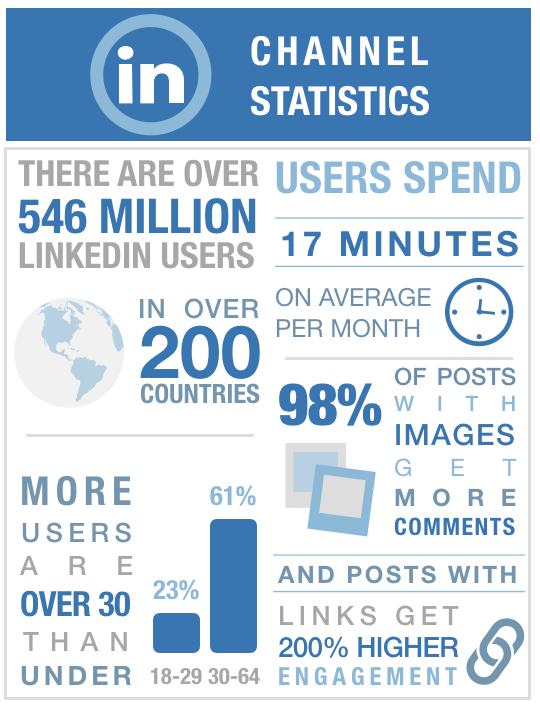 in
CHANNEL
STATISTICS
THERE ARE OVER
546 MILLION
LINKEDIN USERS
IN OVER
200
COUNTRIES
MORE
USERS
ARE
OVER 30
THAN
UNDER
23%
61%
18-29 30-64
USERS SPEND
17 MINUTES
ON AVERAGE
PER MONTH
98%
OF POSTS
WITH
IMAGES
GET
MORE
COMMENTS
AND POSTS WITH
LINKS GET
200% HIGHER
ENGAGEMENT